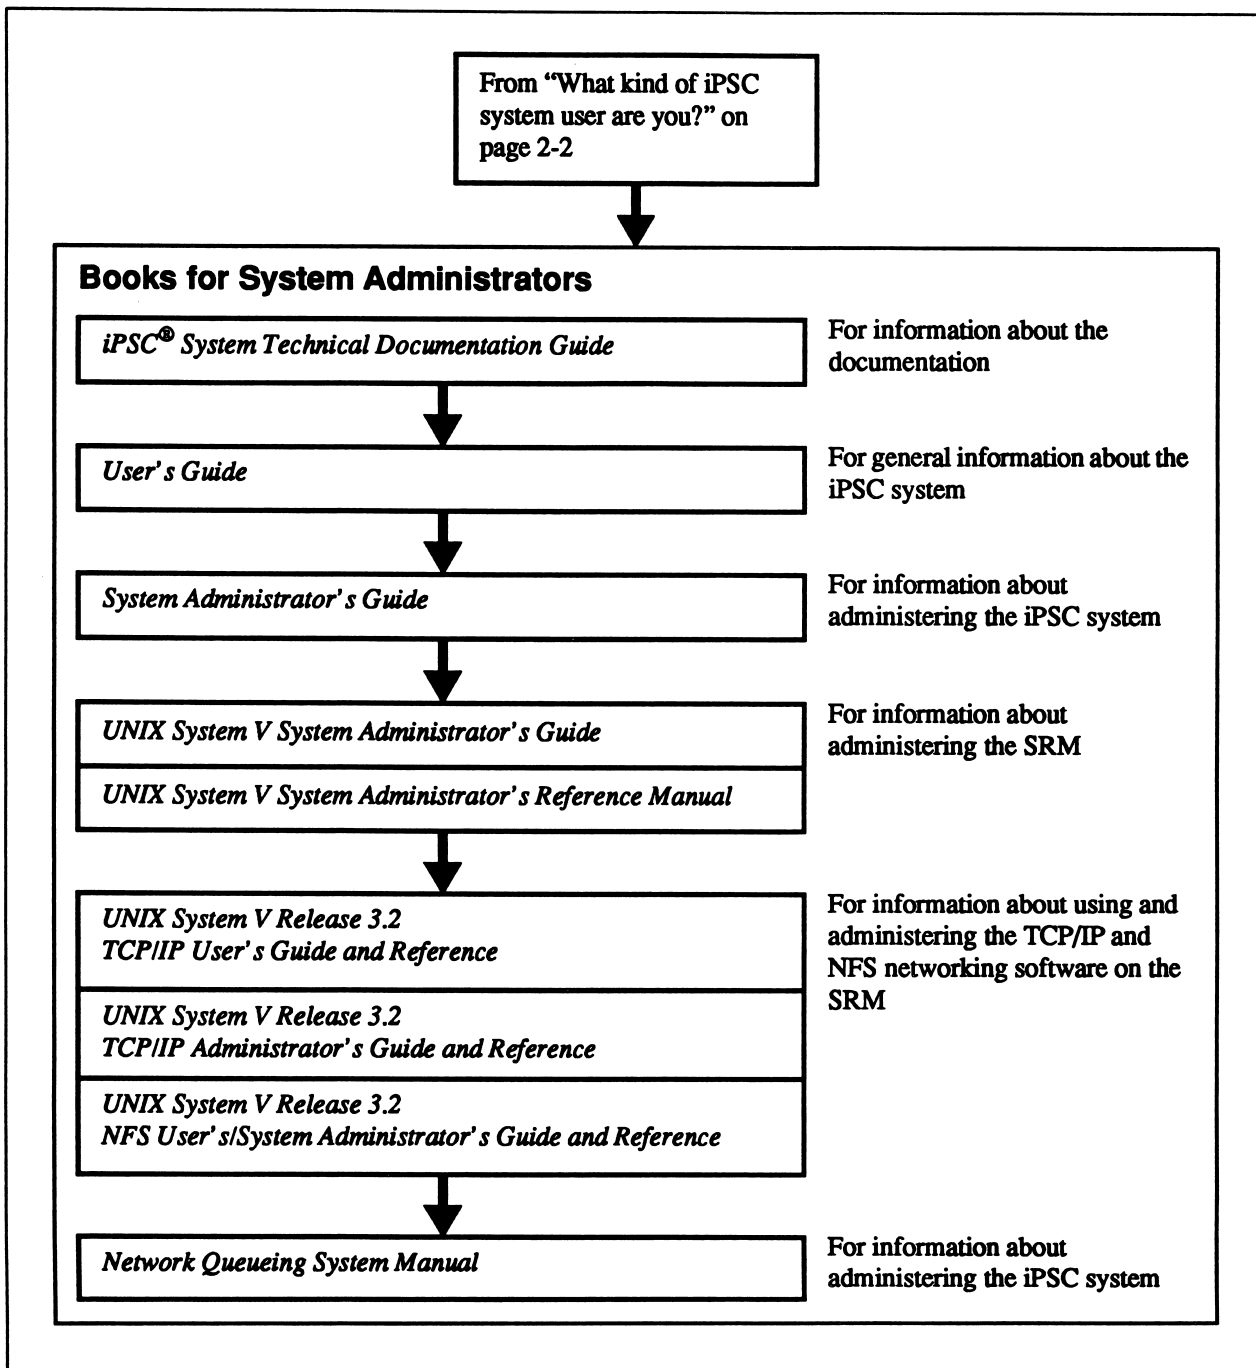 From “What kind of iPSC
system user are you?” on
page 2-2
Books for System Administrators
iPSC® System Technical Documentation Guide
For information about the
documentation
User's Guide
For general information about the
iPSC system
System Administrator's Guide
For information about
administering the iPSC system
UNIX System V System Administrator's Guide
UNIX System V System Administrator's Reference Manual
For information about
administering the SRM
UNIX System V Release 3.2
TCP/IP User's Guide and Reference
UNIX System V Release 3.2
TCP/IP Administrator's Guide and Reference
UNIX System V Release 3.2
NFS User's/System Administrator's Guide and Reference
For information about using and
administering the TCP/IP and
NFS networking software on the
SRM
Network Queueing System Manual
For information about
administering the iPSC system